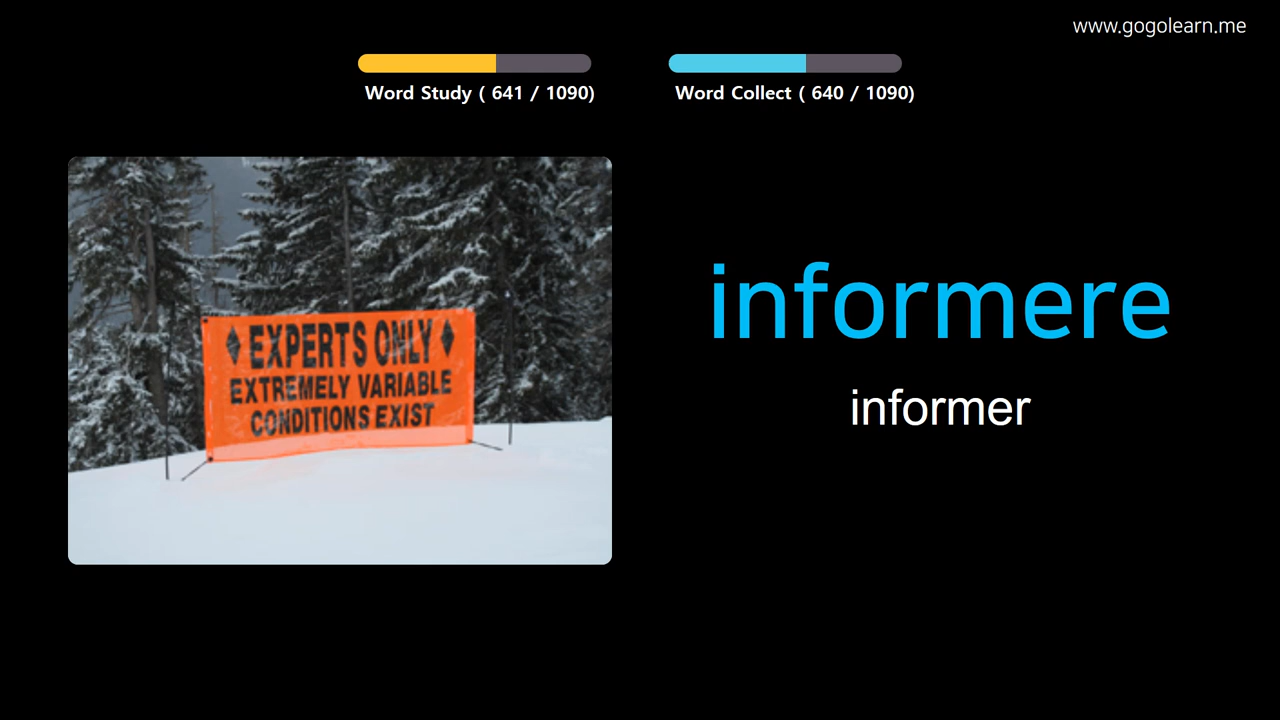 www.gogolearn.me
Word Study ( 641 / 1090)
Word Collect ( 640 / 1090)
♦ EXPERTS ONLY ♦
EXTREMELY VARIABLE
CONDITIONS EXIST
informere
informer